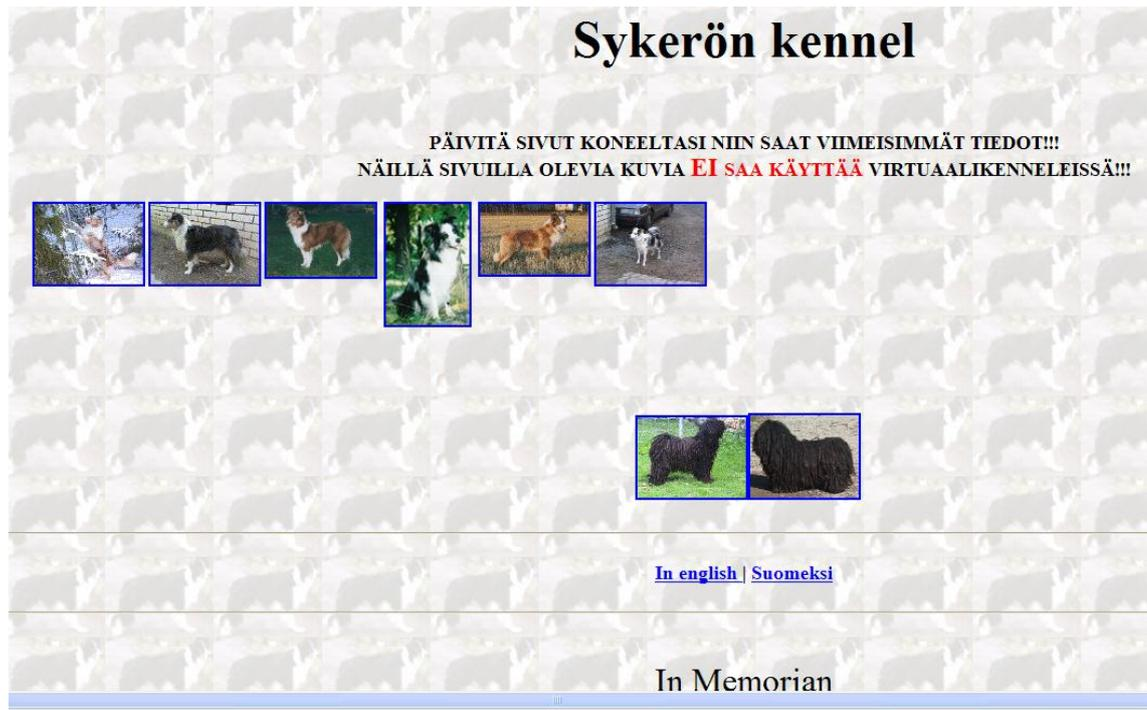 Sykerön kennel
PÄIVITÄ SIVUT KONEELTASI NIIN SAAT VIIMEISIMMÄT TIEDOT!!!
NÄILLÄ SIVUILLA OLEVIA KUVIA EI SAA KÄYTTÄÄ VIRTUAALIKENNELEISSÄ!!!
In english | Suomeksi
In Memorian